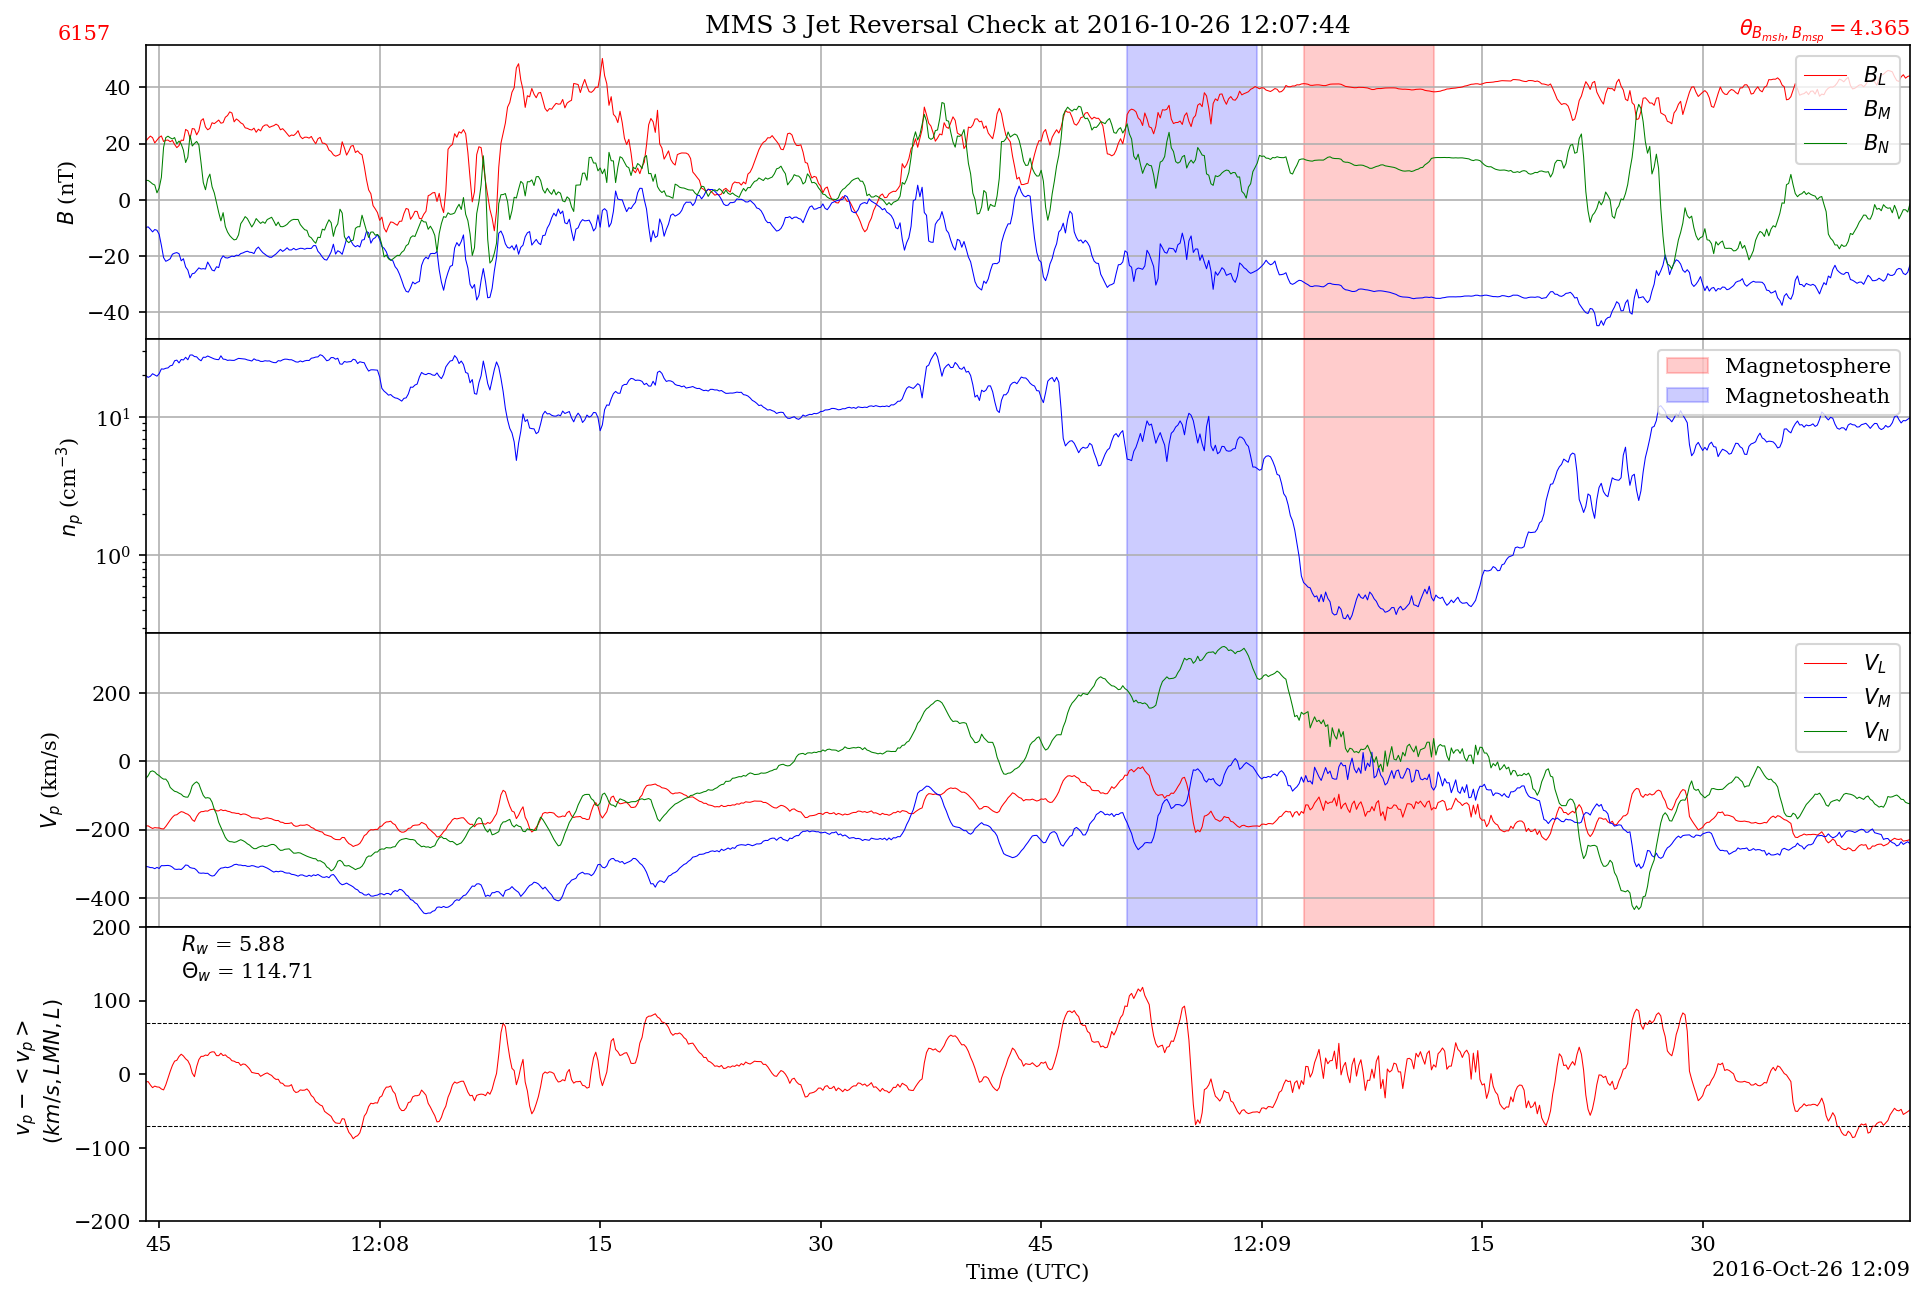 MMS 3 Jet Reversal Check at 2016-10-26 12:07:44
6157
θ_{B_{msh}, B_{msp}} = 4.365
40
20
0
−20
−40
B (nT)
B_L
B_M
B_N
10^1
10^0
n_p (cm^{−3})
Magnetosphere
Magnetosheath
200
0
−200
−400
V_p (km/s)
V_L
V_M
V_N
200
100
0
−100
−200
v_p − < v_p >
(km/s, LMN, L)
R_w = 5.88
Θ_w = 114.71
45
12:08
15
30
45
12:09
15
30
Time (UTC)
2016-Oct-26 12:09